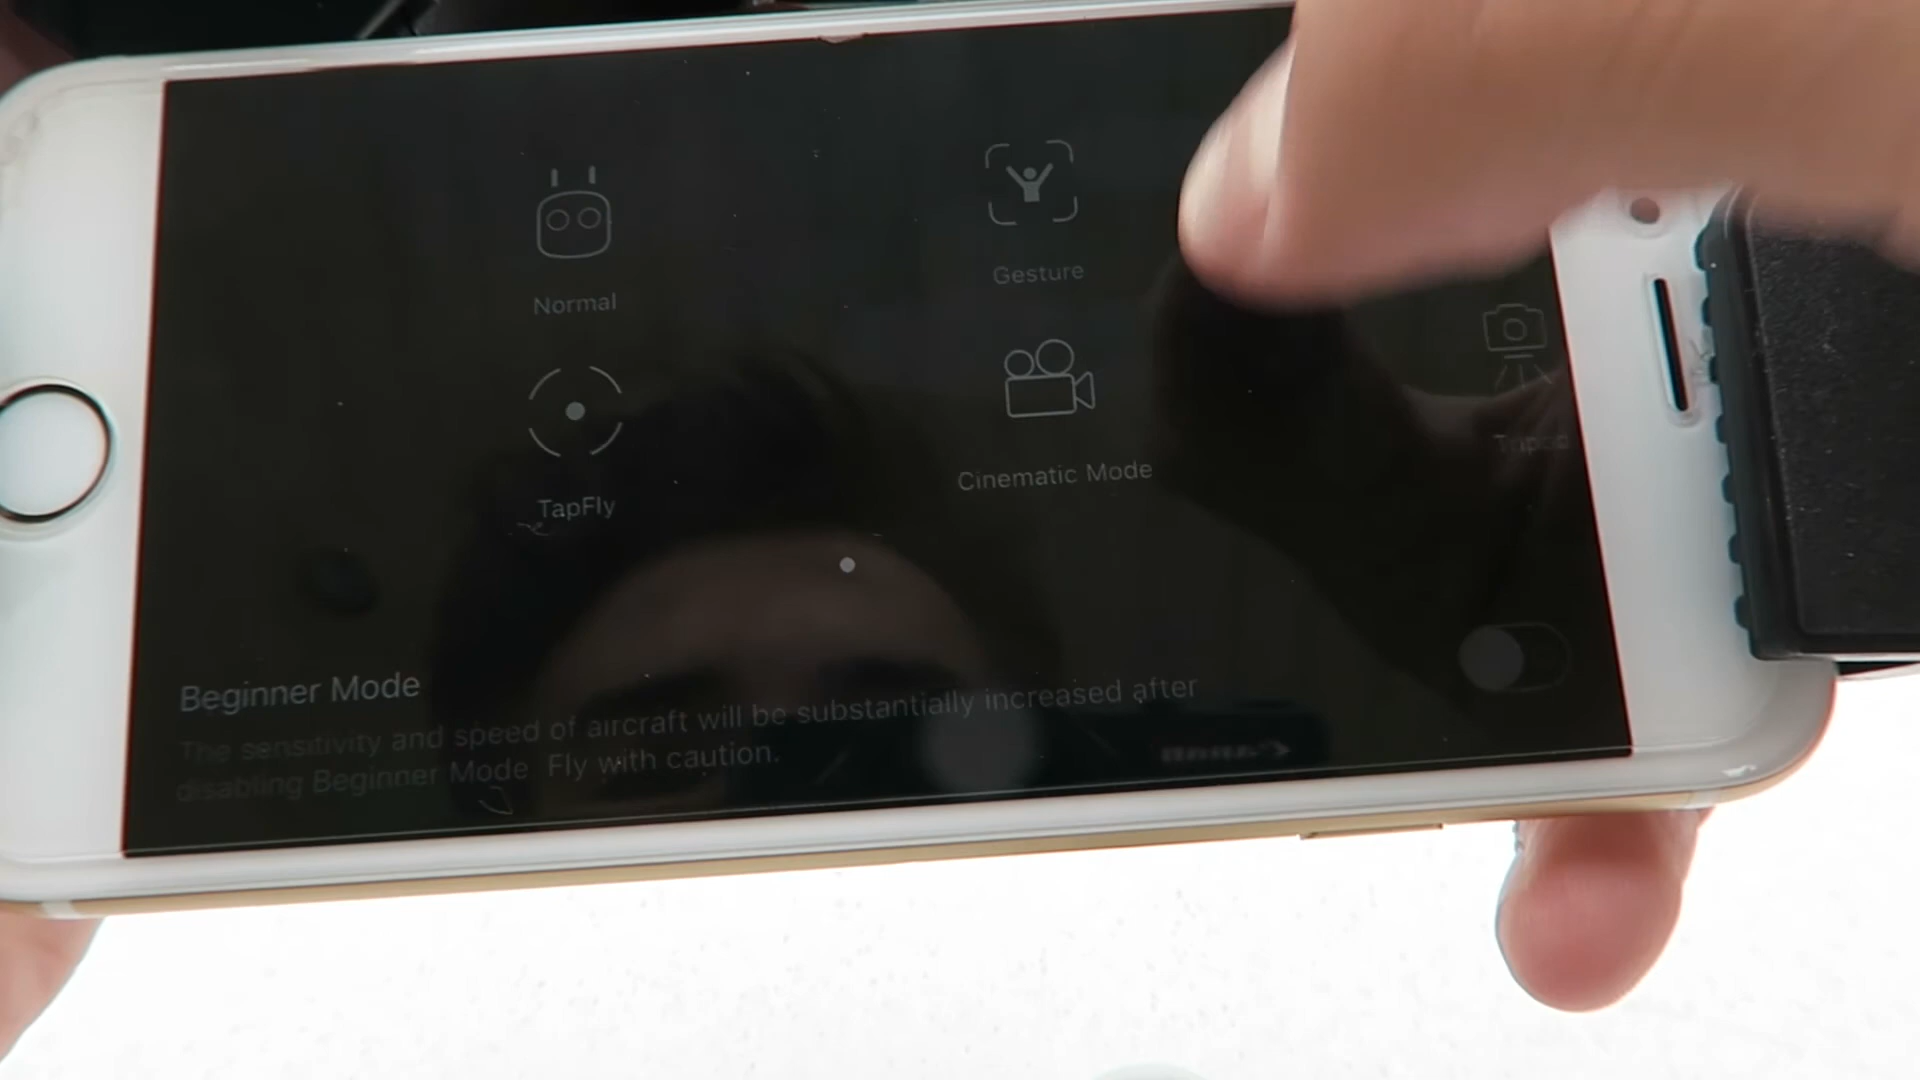 Normal
Gesture
TapFly
Cinematic Mode
Tripod
Beginner Mode
The sensitivity and speed of aircraft will be substantially increased after
disabling Beginner Mode Fly with caution.